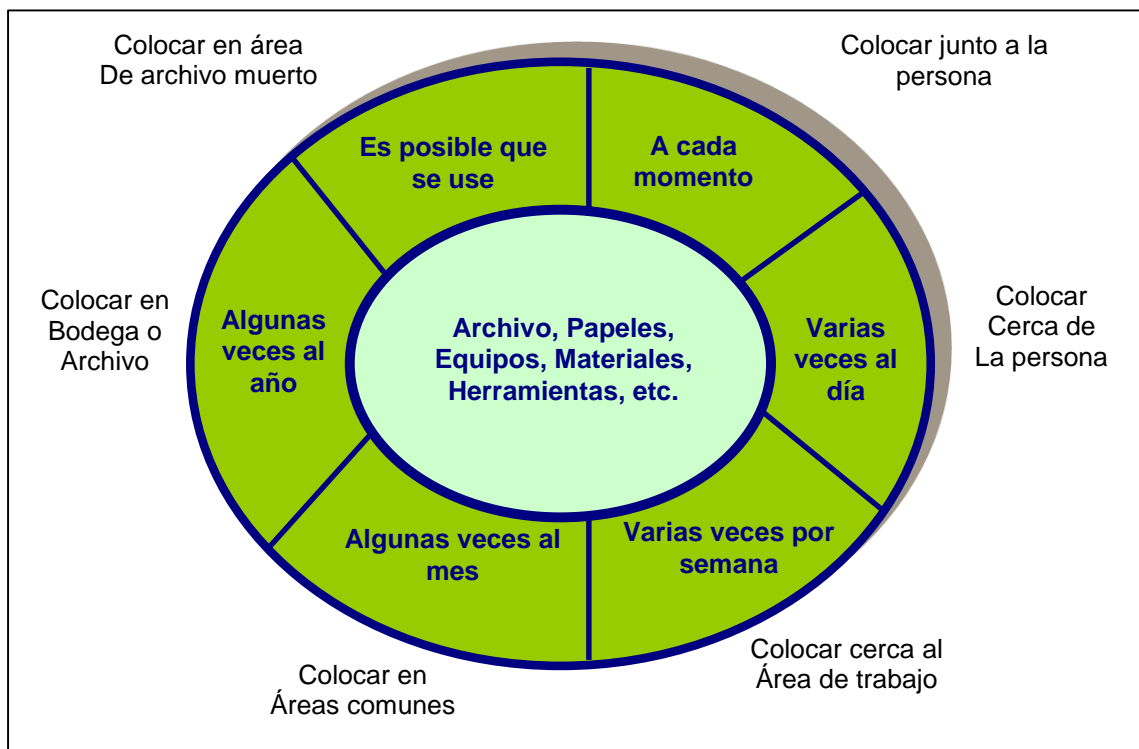 Colocar en área
De archivo muerto
Colocar junto a la
persona
Es posible que
se use
A cada
momento
Colocar en
Bodega o
Archivo
Algunas
veces al
año
Archivo, Papeles,
Equipos, Materiales,
Herramientas, etc.
Varias
veces al
día
Colocar
Cerca de
La persona
Algunas veces al
mes
Varias veces por
semana
Colocar en
Áreas comunes
Colocar cerca al
Área de trabajo